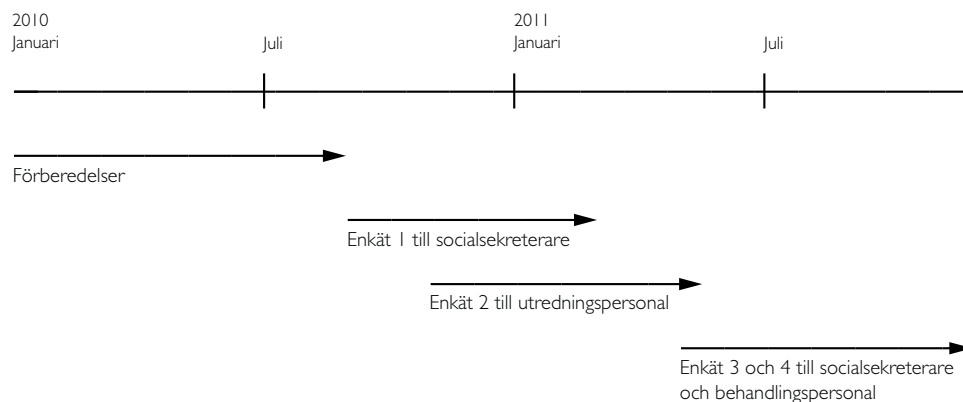 2010
Januari
Juli
2011
Januari
Juli
Förberedelser
Enkät 1 till socialsekreterare
Enkät 2 till utredningspersonal
Enkät 3 och 4 till socialsekreterare
och behandlingspersonal